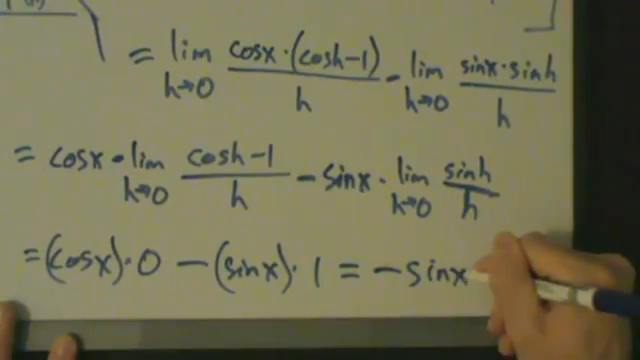 = lim h→0 cosx·(cosh-1)/h - lim h→0 sinx·sinh/h
= cosx·lim h→0 cosh-1/h - sinx·lim h→0 sinh/h
=(cosx)·0 -(sinx)·1 = -sinx